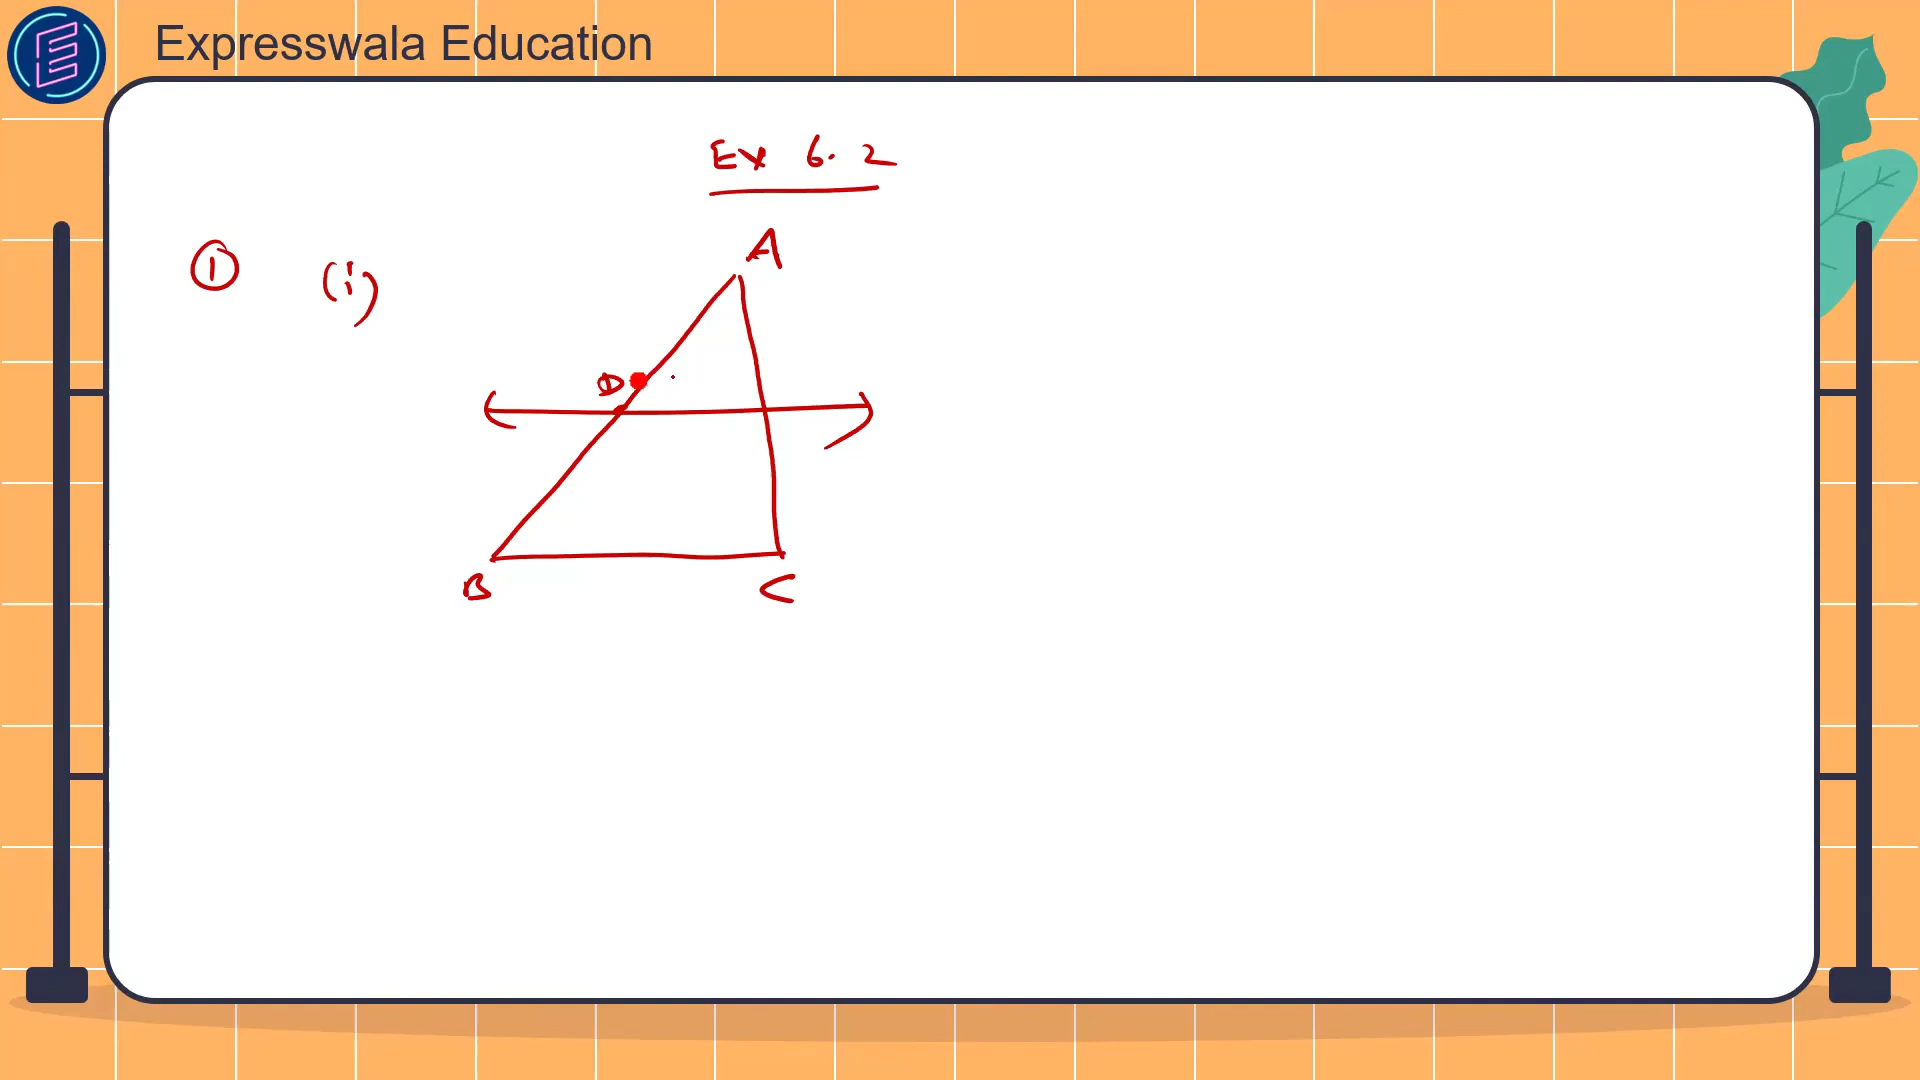 Expresswala Education
Ex 6.2
A
① (i)
D
B C